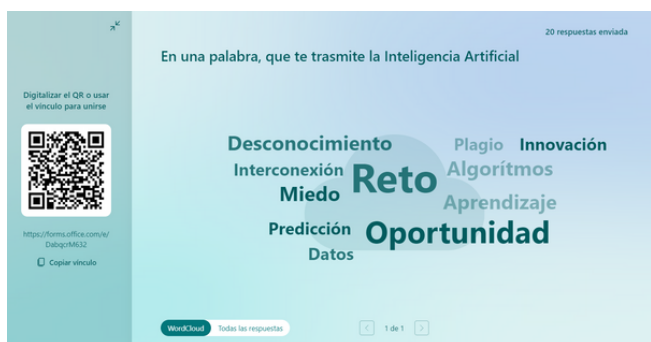 20 respuestas enviada
En una palabra, que te trasmite la Inteligencia Artificial
Digitalizar el QR o usar
el vínculo para unirse
https://forms.office.com/e/
DabqcrM632
Copiar vínculo
Desconocimiento
Plagio
Innovación
Interconexión
Reto
Algorítmos
Miedo
Aprendizaje
Predicción
Oportunidad
Datos
WordCloud
Todas las respuestas
1 de 1